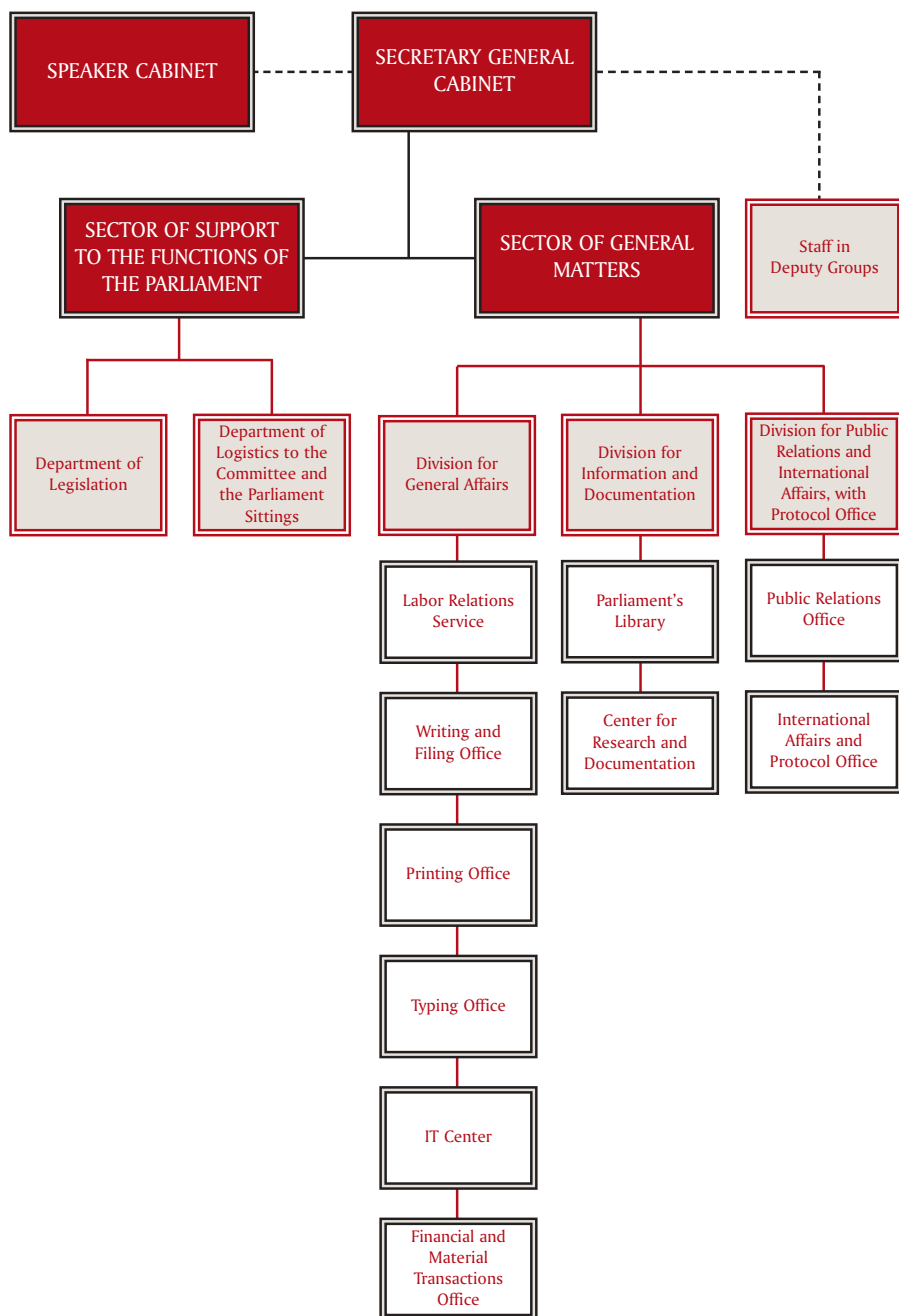 SPEAKER CABINET
SECRETARY GENERAL
CABINET
SECTOR OF SUPPORT
TO THE FUNCTIONS OF
THE PARLIAMENT
SECTOR OF GENERAL
MATTERS
Staff in
Deputy Groups
Department of
Legislation
Department of
Logistics to the
Committee and
the Parliament
Sittings
Division for
General Affairs
Division for
Information and
Documentation
Division for Public
Relations and
International
Affairs, with
Protocol Office
Labor Relations
Service
Parliament's
Library
Public Relations
Office
Writing and
Filing Office
Center for
Research and
Documentation
International
Affairs and
Protocol Office
Printing Office
Typing Office
IT Center
Financial and
Material
Transactions
Office